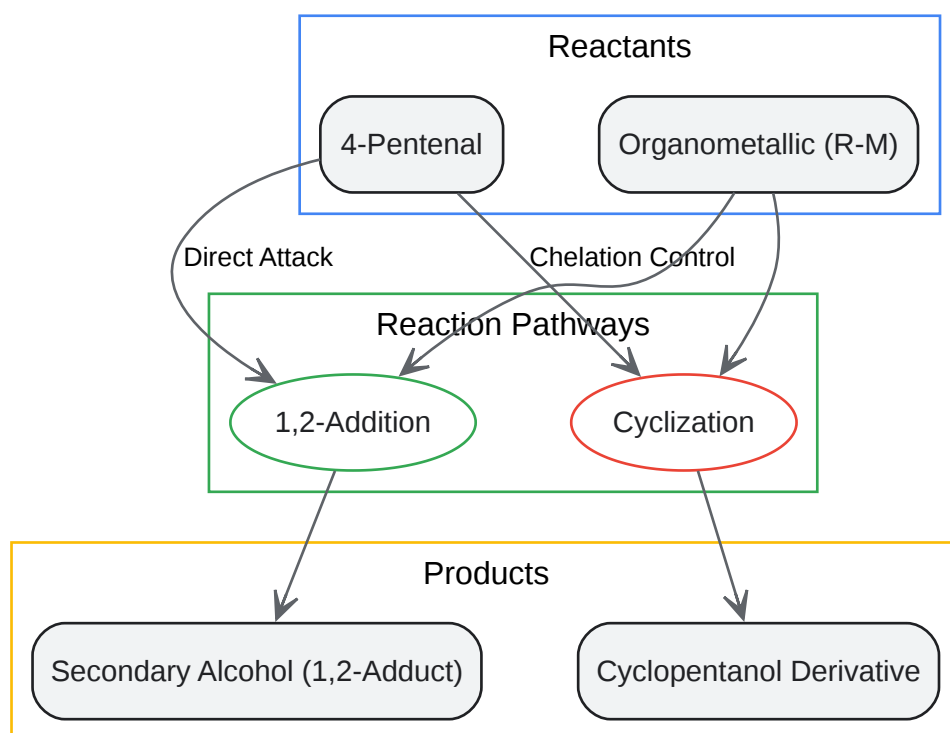 Reactants
4-Pentenal
Organometallic (R-M)
Direct Attack
Chelation Control
Reaction Pathways
1,2-Addition
Cyclization
Products
Secondary Alcohol (1,2-Adduct)
Cyclopentanol Derivative